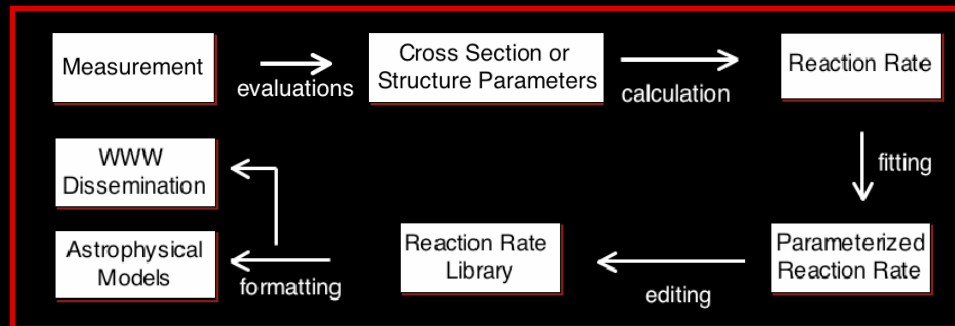 Measurement
evaluations
Cross Section or
Structure Parameters
calculation
Reaction Rate
fitting
Parameterized
Reaction Rate
editing
Reaction Rate
Library
formatting
WWW
Dissemination
Astrophysical
Models